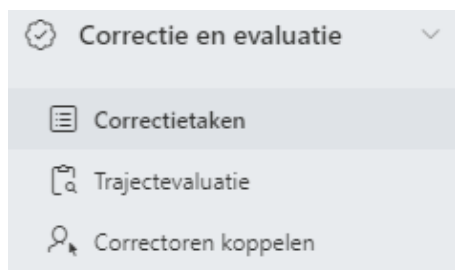 Correctie en evaluatie
Correctietaken
Trajectevaluatie
Correctoren koppelen